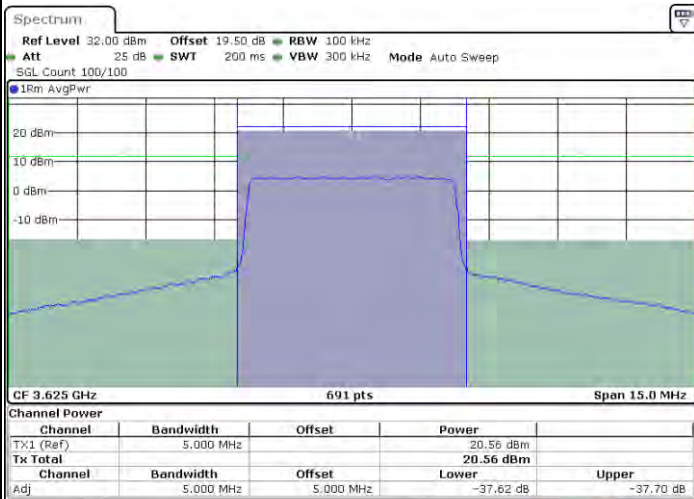 Spectrum
Ref Level 32.00 dBm Offset 19.50 dB RBW 100 kHz
Att 25 dB SWT 200 ms VBW 300 kHz Mode Auto Sweep
SGL Count 100/100
1Rm AvgPwr
20 dBm
10 dBm
0 dBm
-10 dBm
CF 3.625 GHz 691 pts Span 15.0 MHz
Channel Power
Channel Bandwidth Offset Power
TX1 (Ref) 5.000 MHz 20.56 dBm
Tx Total 20.56 dBm
Channel Bandwidth Offset Lower Upper
Adj 5.000 MHz 5.000 MHz -37.62 dB -37.70 dB